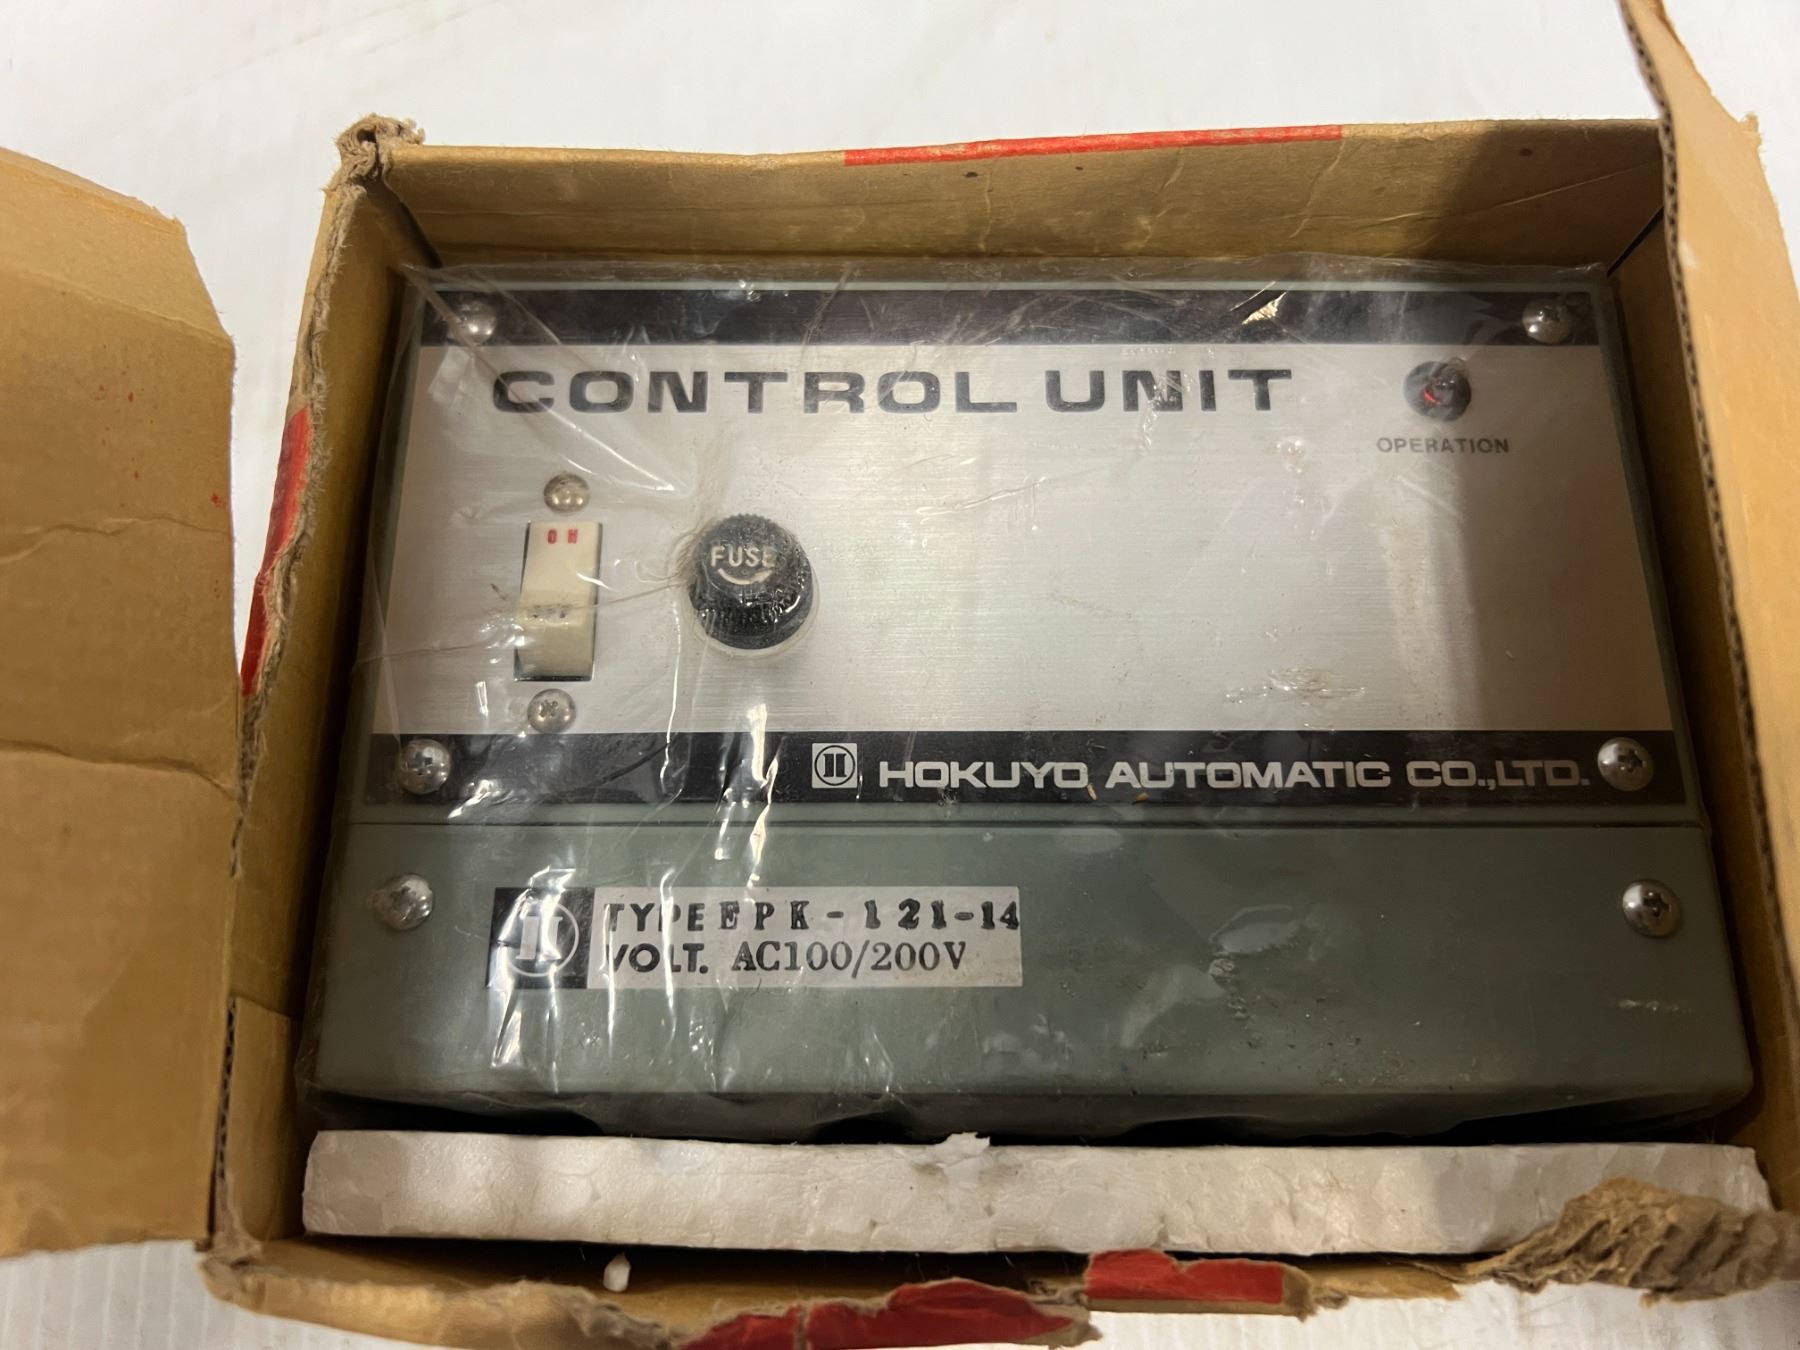 CONTROL UNIT
OPERATION
ON
FUSE
HOKUYO AUTOMATIC CO.,LTD.
TYPE EPK-121-14
VOLT. AC100/200V